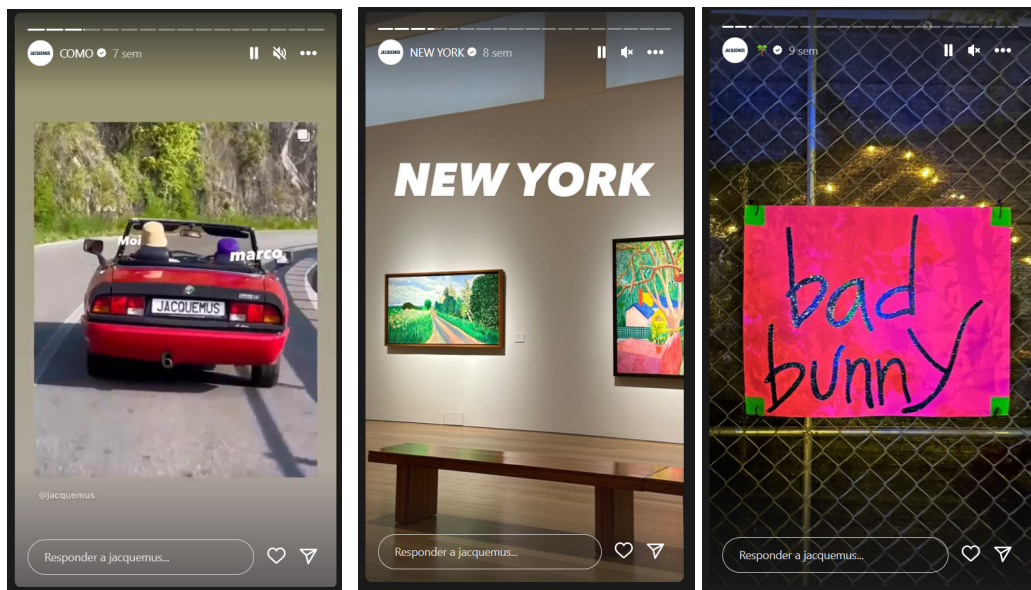 JACQUEMUS
COMO
7 sem
Moi
marco
JACQUEMUS
@jacquemus
Responder a jacquemus...
JACQUEMUS
NEW YORK
8 sem
NEW YORK
Responder a jacquemus...
JACQUEMUS
🌴
9 sem
bad
bunny
Responder a jacquemus...